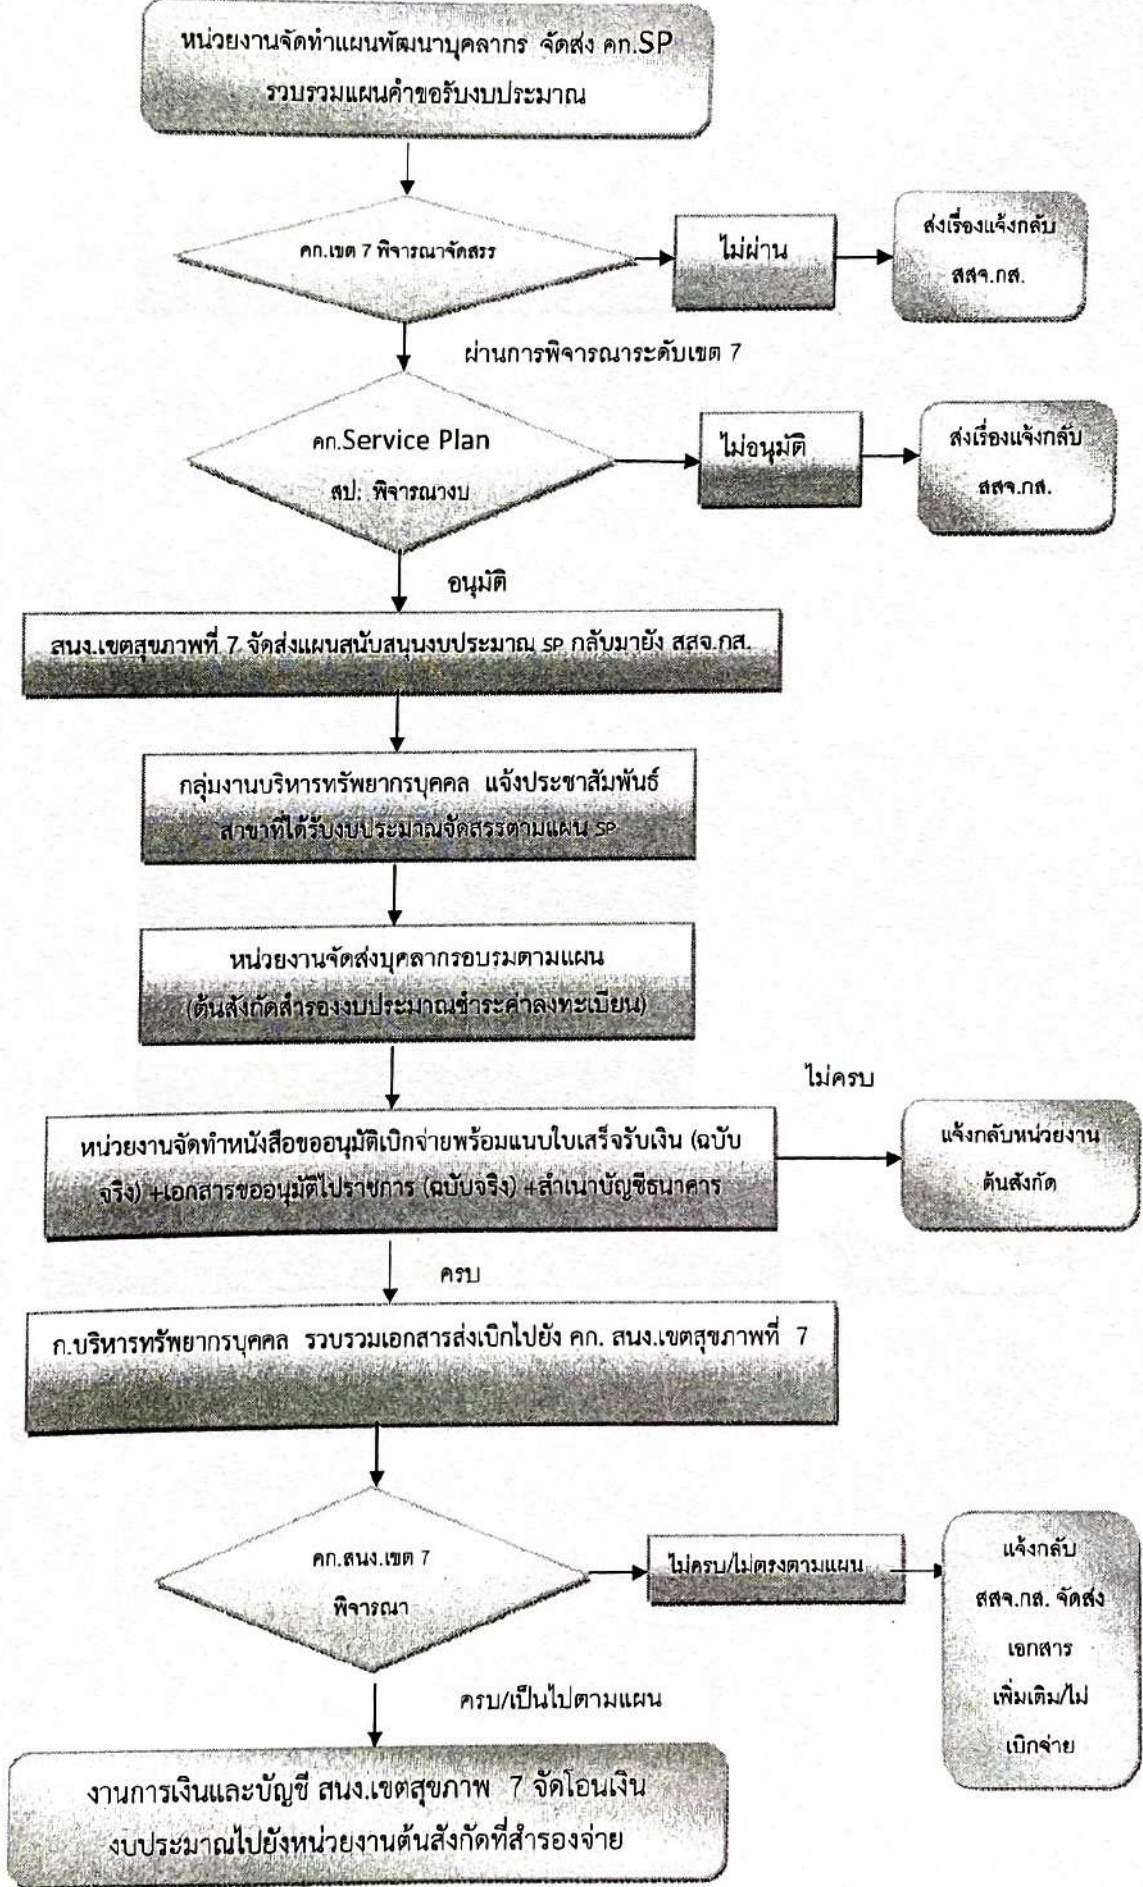 หน่วยงานจัดทำแผนพัฒนาบุคลากร จัดส่ง คก.SP
รวบรวมแผนคำขอรับงบประมาณ
คก.เขต 7 พิจารณาจัดสรร
ไม่ผ่าน
ส่งเรื่องแจ้งกลับ
สสจ.กส.
ผ่านการพิจารณาระดับเขต 7
คก.Service Plan
สป: พิจารณางบ
ไม่อนุมัติ
ส่งเรื่องแจ้งกลับ
สสจ.กส.
อนุมัติ
สนง.เขตสุขภาพที่ 7 จัดส่งแผนสนับสนุนงบประมาณ SP กลับมายัง สสจ.กส.
กลุ่มงานบริหารทรัพยากรบุคคล แจ้งประชาสัมพันธ์
สาขาที่ได้รับงบประมาณจัดสรรตามแผน SP
หน่วยงานจัดส่งบุคลากรอบรมตามแผน
(ต้นสังกัดสำรองงบประมาณชำระค่าลงทะเบียน)
ไม่ครบ
หน่วยงานจัดทำหนังสือขออนุมัติเบิกจ่ายพร้อมแนบใบเสร็จรับเงิน (ฉบับ
จริง) +เอกสารขออนุมัติไปราชการ (ฉบับจริง) +สำเนาบัญชีธนาคาร
แจ้งกลับหน่วยงาน
ต้นสังกัด
ครบ
ก.บริหารทรัพยากรบุคคล รวบรวมเอกสารส่งเบิกไปยัง คก. สนง.เขตสุขภาพที่ 7
คก.สนง.เขต 7
พิจารณา
ไม่ครบ/ไม่ตรงตามแผน
แจ้งกลับ
สสจ.กส. จัดส่ง
เอกสาร
เพิ่มเติม/ไม่
เบิกจ่าย
ครบ/เป็นไปตามแผน
งานการเงินและบัญชี สนง.เขตสุขภาพ 7 จัดโอนเงิน
งบประมาณไปยังหน่วยงานต้นสังกัดที่สำรองจ่าย